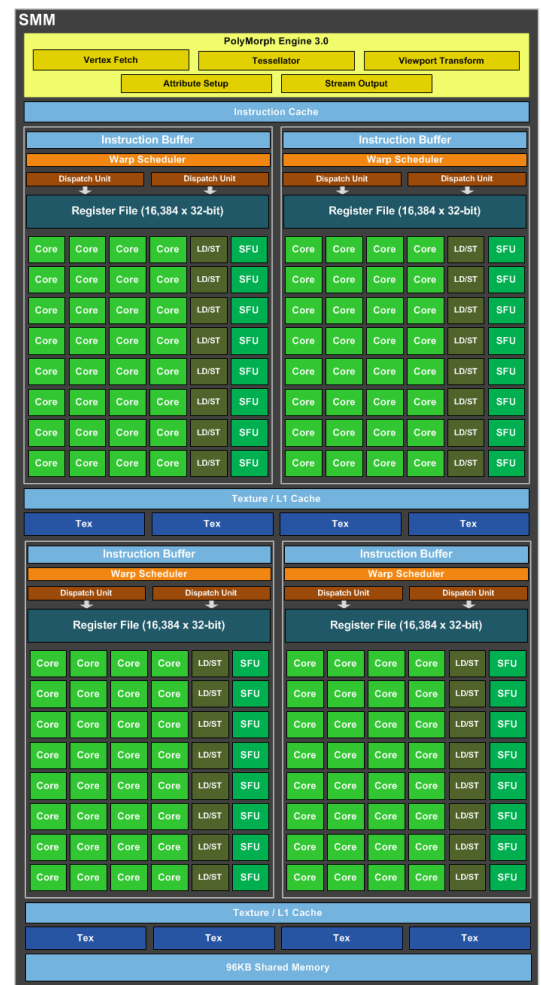 SMM
PolyMorph Engine 3.0
Vertex Fetch Tessellator Viewport Transform
Attribute Setup Stream Output
Instruction Cache
Instruction Buffer Instruction Buffer
Warp Scheduler Warp Scheduler
Dispatch Unit Dispatch Unit Dispatch Unit Dispatch Unit
Register File (16,384 x 32-bit) Register File (16,384 x 32-bit)
Core Core Core Core LD/ST SFU Core Core Core Core LD/ST SFU
Core Core Core Core LD/ST SFU Core Core Core Core LD/ST SFU
Core Core Core Core LD/ST SFU Core Core Core Core LD/ST SFU
Core Core Core Core LD/ST SFU Core Core Core Core LD/ST SFU
Core Core Core Core LD/ST SFU Core Core Core Core LD/ST SFU
Core Core Core Core LD/ST SFU Core Core Core Core LD/ST SFU
Core Core Core Core LD/ST SFU Core Core Core Core LD/ST SFU
Core Core Core Core LD/ST SFU Core Core Core Core LD/ST SFU
Texture / L1 Cache
Tex Tex Tex Tex
Instruction Buffer Instruction Buffer
Warp Scheduler Warp Scheduler
Dispatch Unit Dispatch Unit Dispatch Unit Dispatch Unit
Register File (16,384 x 32-bit) Register File (16,384 x 32-bit)
Core Core Core Core LD/ST SFU Core Core Core Core LD/ST SFU
Core Core Core Core LD/ST SFU Core Core Core Core LD/ST SFU
Core Core Core Core LD/ST SFU Core Core Core Core LD/ST SFU
Core Core Core Core LD/ST SFU Core Core Core Core LD/ST SFU
Core Core Core Core LD/ST SFU Core Core Core Core LD/ST SFU
Core Core Core Core LD/ST SFU Core Core Core Core LD/ST SFU
Core Core Core Core LD/ST SFU Core Core Core Core LD/ST SFU
Core Core Core Core LD/ST SFU Core Core Core Core LD/ST SFU
Texture / L1 Cache
Tex Tex Tex Tex
96KB Shared Memory